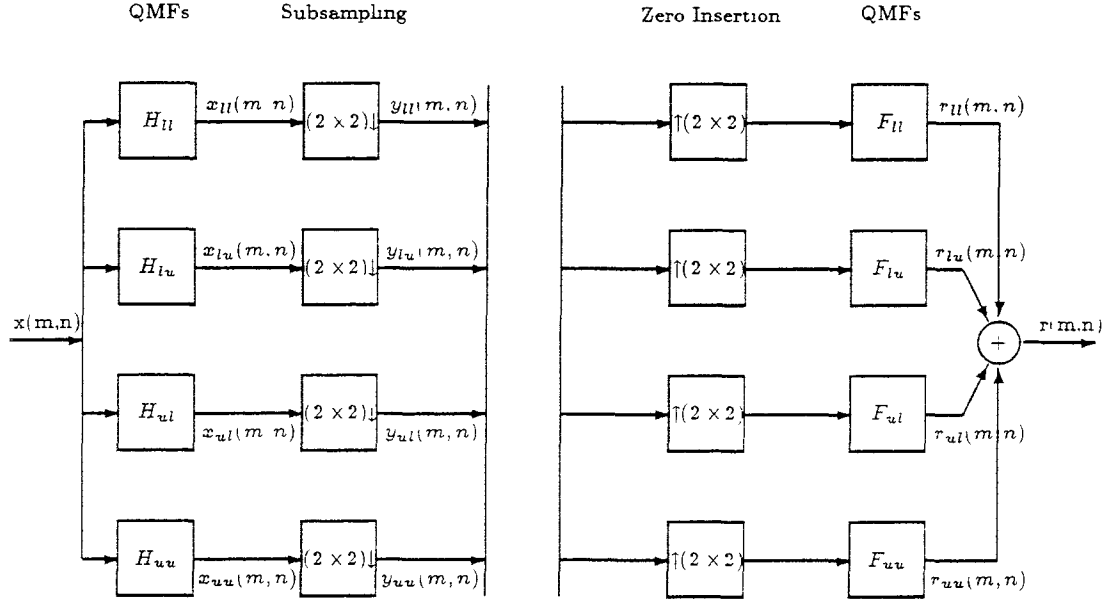 QMFs Subsampling Zero Insertion QMFs
H_ll x_ll(m n) (2 × 2)↓ y_ll(m, n) ↑(2 × 2) F_ll r_ll(m, n)
H_lu x_lu(m, n) (2 × 2)↓ y_lu(m, n) ↑(2 × 2) F_lu r_lu(m, n)
x(m,n) + r(m,n)
H_ul x_ul(m n) (2 × 2)↓ y_ul(m, n) ↑(2 × 2) F_ul r_ul(m, n)
H_uu x_uu(m, n) (2 × 2)↓ y_uu(m, n) ↑(2 × 2) F_uu r_uu(m, n)